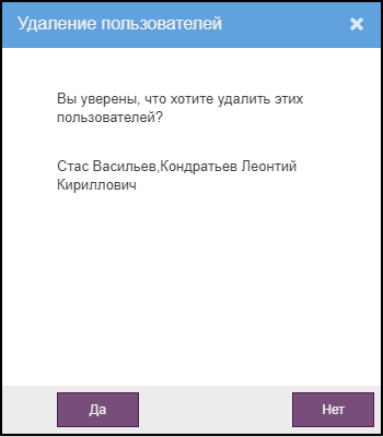 Удаление пользователей
Вы уверены, что хотите удалить этих
пользователей?
Стас Васильев,Кондратьев Леонтий
Кириллович
Да
Нет